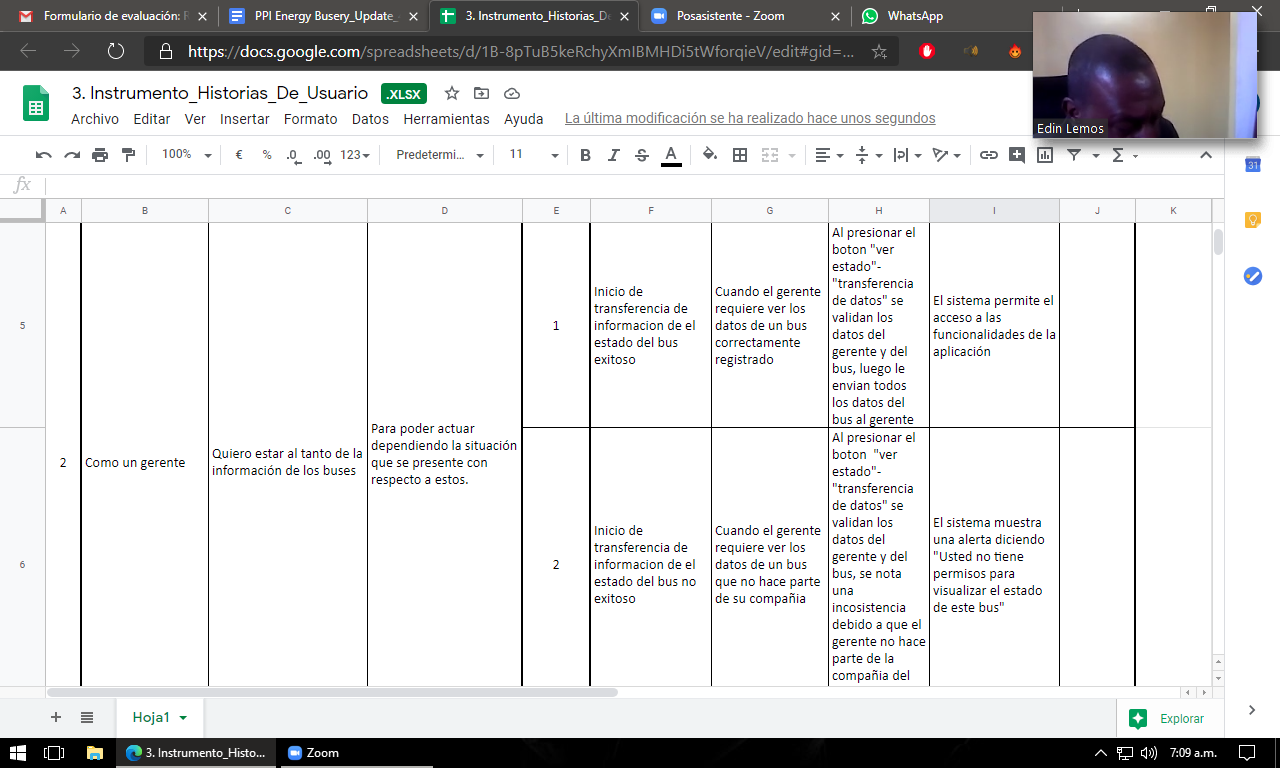 Formulario de evaluación: R
PPI Energy Busery_Update_
3. Instrumento_Historias_De
Posasistente - Zoom
WhatsApp
https://docs.google.com/spreadsheets/d/1B-8pTuB5keRchyXmIBMHDi5tWforqieV/edit#gid=...
Edin Lemos
3. Instrumento_Historias_De_Usuario .XLSX
Archivo Editar Ver Insertar Formato Datos Herramientas Ayuda La última modificación se ha realizado hace unos segundos
100% € % .0 .00 123 Predetermi... 11 B I S A Σ
31
fx
A B C D E F G H I J K
5
6
2
Como un gerente
Quiero estar al tanto de la
información de los buses
Para poder actuar
dependiendo la situación
que se presente con
respecto a estos.
1
Inicio de
transferencia de
informacion de el
estado del bus
exitoso
Cuando el gerente
requiere ver los
datos de un bus
correctamente
registrado
Al presionar el
boton "ver
estado"-
"transferencia
de datos" se
validan los
datos del
gerente y del
bus, luego le
envian todos
los datos del
bus al gerente
El sistema permite el
acceso a las
funcionalidades de la
aplicación
2
Inicio de
transferencia de
informacion de el
estado del bus no
exitoso
Cuando el gerente
requiere ver los
datos de un bus
que no hace parte
de su compañia
Al presionar el
boton "ver
estado"-
"transferencia
de datos" se
validan los
datos del
gerente y del
bus, se nota
una
incosistencia
debido a que el
gerente no hace
parte de la
compañia del
El sistema muestra
una alerta diciendo
"Usted no tiene
permisos para
visualizar el estado
de este bus"
Hoja1
Explorar
3. Instrumento_Histo...
Zoom
7:09 a.m.